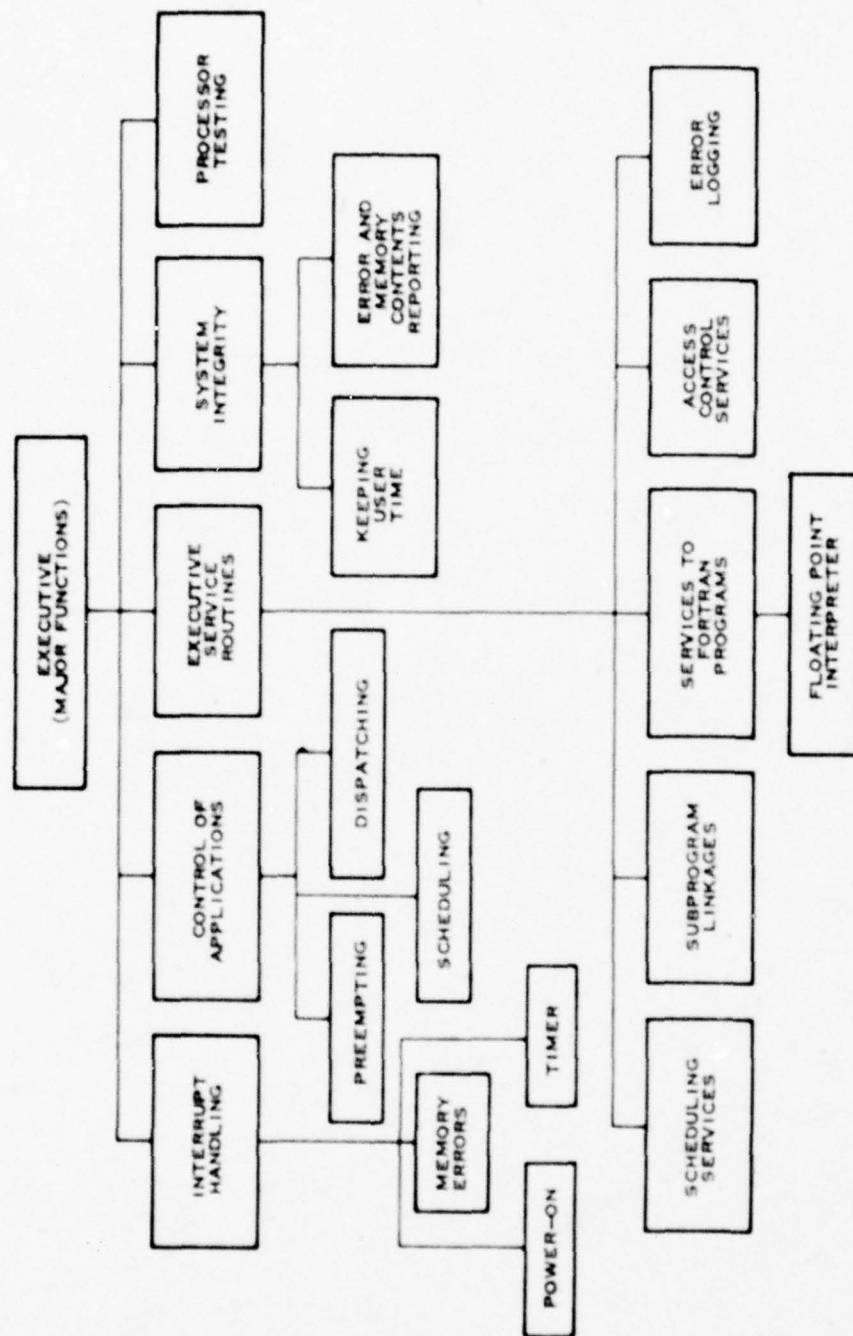 EXECUTIVE
(MAJOR FUNCTIONS)
INTERRUPT
HANDLING
CONTROL OF
APPLICATIONS
EXECUTIVE
SERVICE
ROUTINES
SYSTEM
INTEGRITY
PROCESSOR
TESTING
PREEMPTING
DISPATCHING
KEEPING
USER
TIME
ERROR AND
MEMORY
CONTENTS
REPORTING
SCHEDULING
MEMORY
ERRORS
POWER-ON
TIMER
SCHEDULING
SERVICES
SUBPROGRAM
LINKAGES
SERVICES TO
FORTRAN
PROGRAMS
ACCESS
CONTROL
SERVICES
ERROR
LOGGING
FLOATING POINT
INTERPRETER